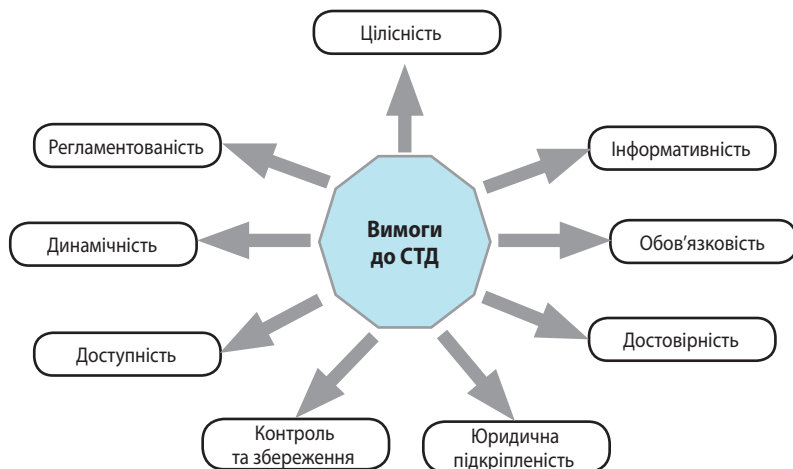 Цілісність
Регламентованість
Інформативність
Динамічність
Вимоги
до СТД
Обов’язковість
Доступність
Достовірність
Контроль
та збереження
Юридична
підкріпленість